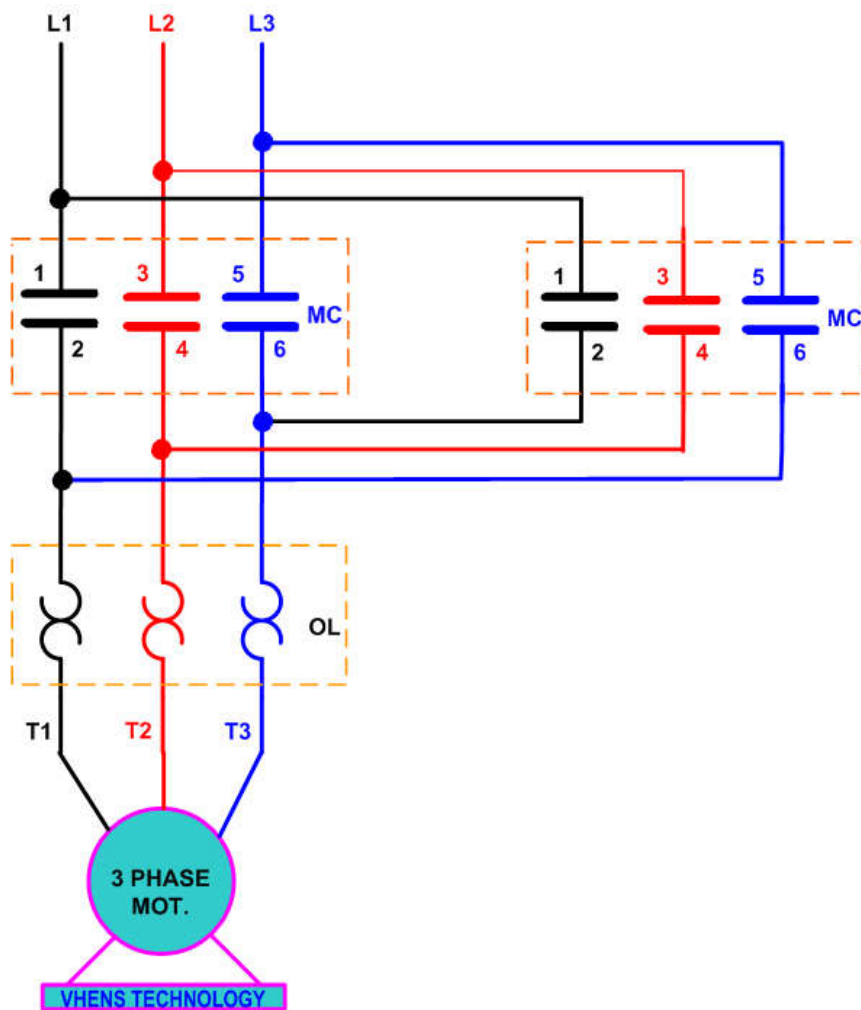 L1 L2 L3
1 3 5 MC
2 4 6
1 3 5 MC
2 4 6
OL
T1 T2 T3
3 PHASE
MOT.
VHENS TECHNOLOGY